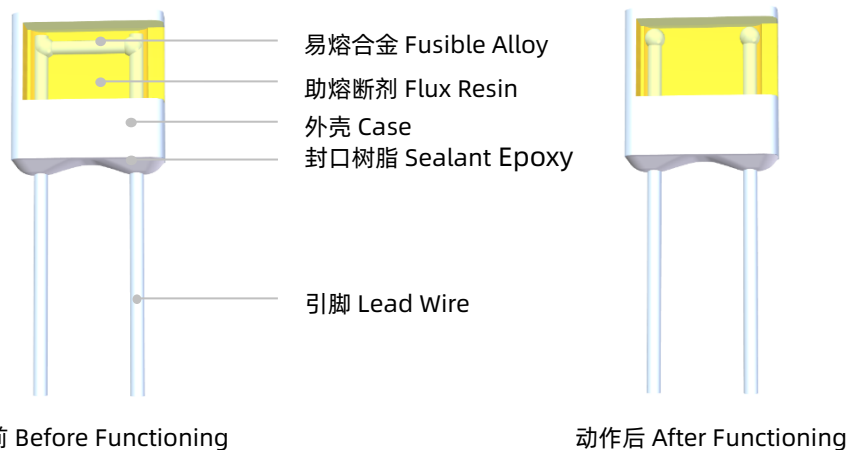 易熔合金 Fusible Alloy
助熔断剂 Flux Resin
外壳 Case
封口树脂 Sealant Epoxy
引脚 Lead Wire
前 Before Functioning
动作后 After Functioning